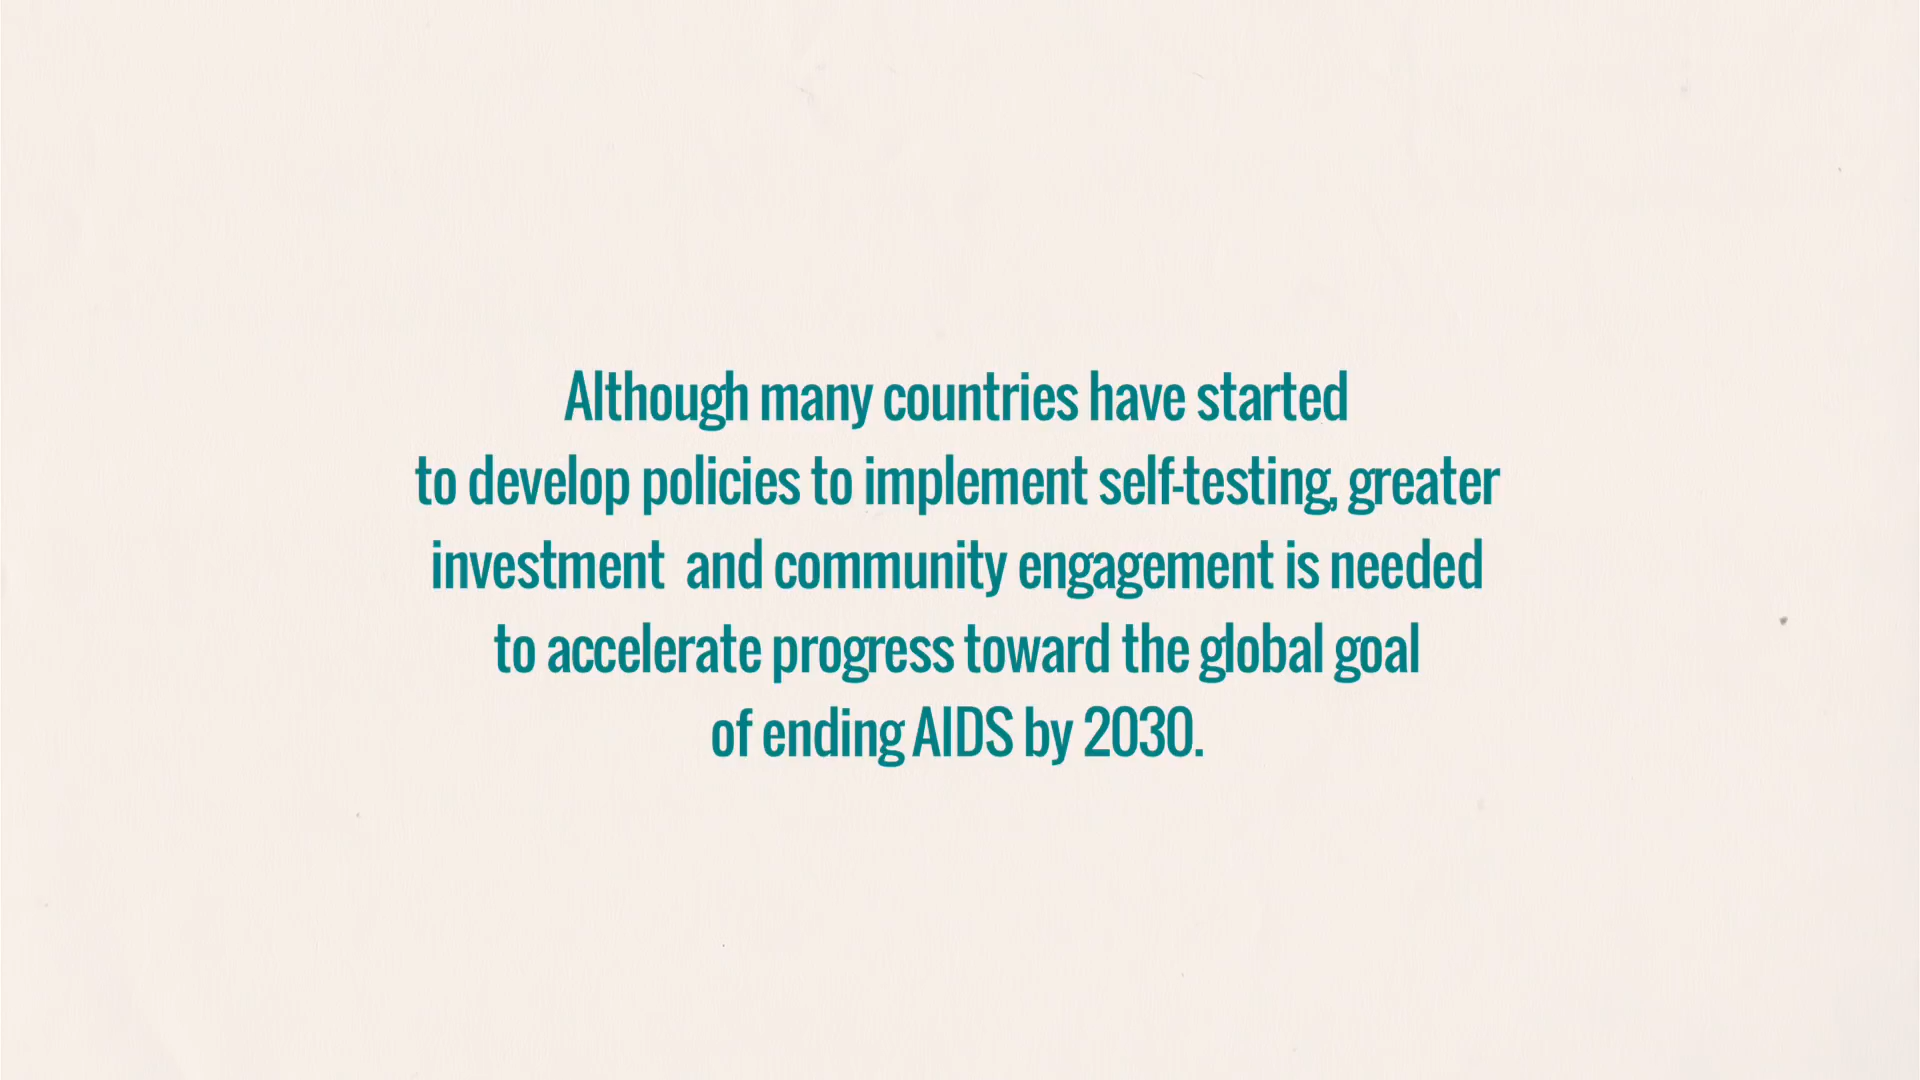 Although many countries have started
to develop policies to implement self-testing, greater
investment  and community engagement is needed
to accelerate progress toward the global goal
of ending AIDS by 2030.